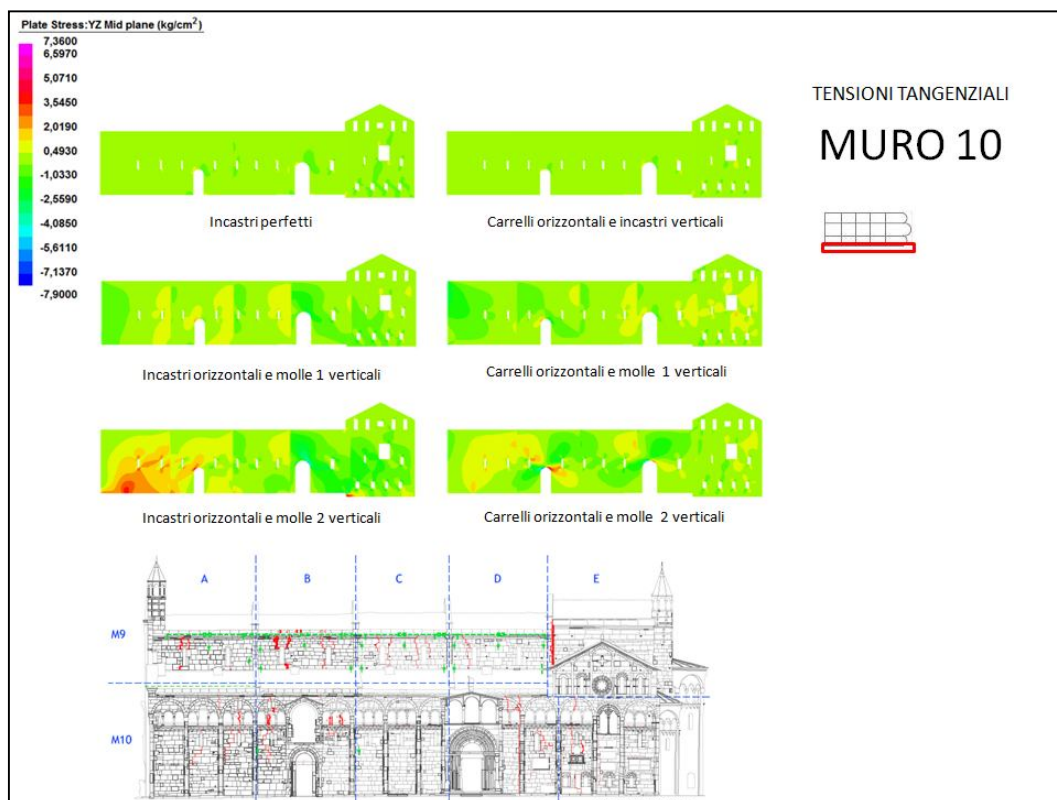 Plate Stress:YZ Mid plane (kg/cm²)
7,3600
6,5970
5,0710
3,5450
2,0190
0,4930
-1,0330
-2,5590
-4,0850
-5,6110
-7,1370
-7,9000
TENSIONI TANGENZIALI
MURO 10
Incastri perfetti
Carrelli orizzontali e incastri verticali
Incastri orizzontali e molle 1 verticali
Carrelli orizzontali e molle 1 verticali
Incastri orizzontali e molle 2 verticali
Carrelli orizzontali e molle 2 verticali
A B C D E
M9
M10